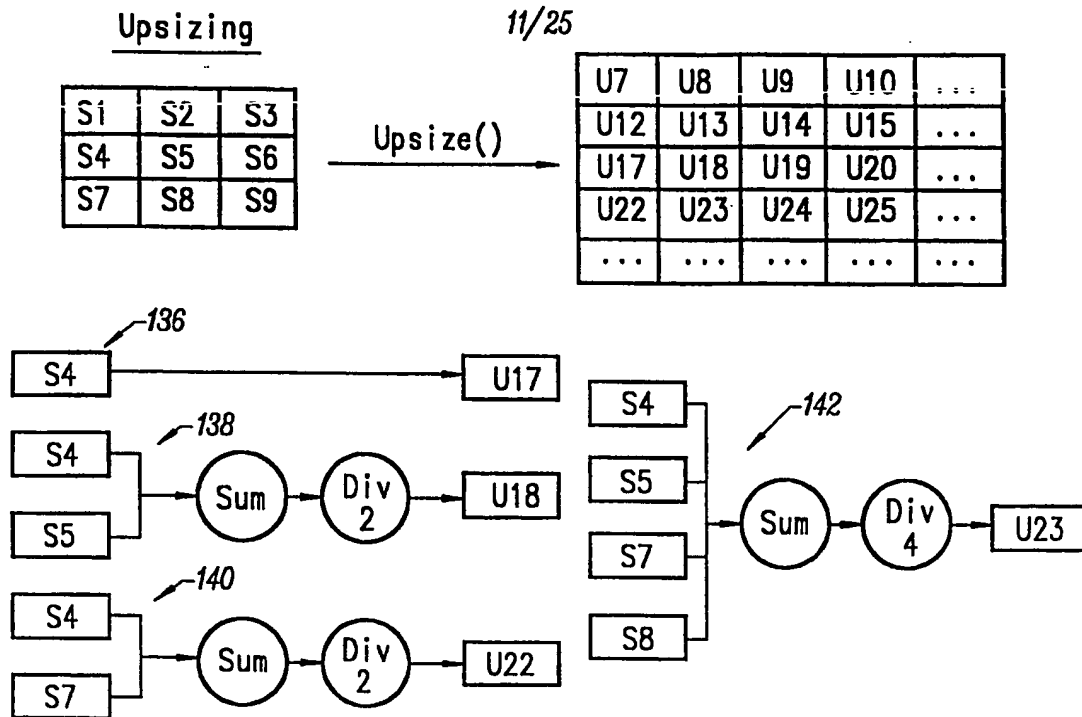 Upsizing
11/25
S1 S2 S3
S4 S5 S6
S7 S8 S9
Upsize()
U7 U8 U9 U10 ...
U12 U13 U14 U15 ...
U17 U18 U19 U20 ...
U22 U23 U24 U25 ...
... ... ... ... ...
136
S4 U17
138
S4
S5
Sum
Div 2
U18
140
S4
S7
Sum
Div 2
U22
142
S4
S5
S7
S8
Sum
Div 4
U23